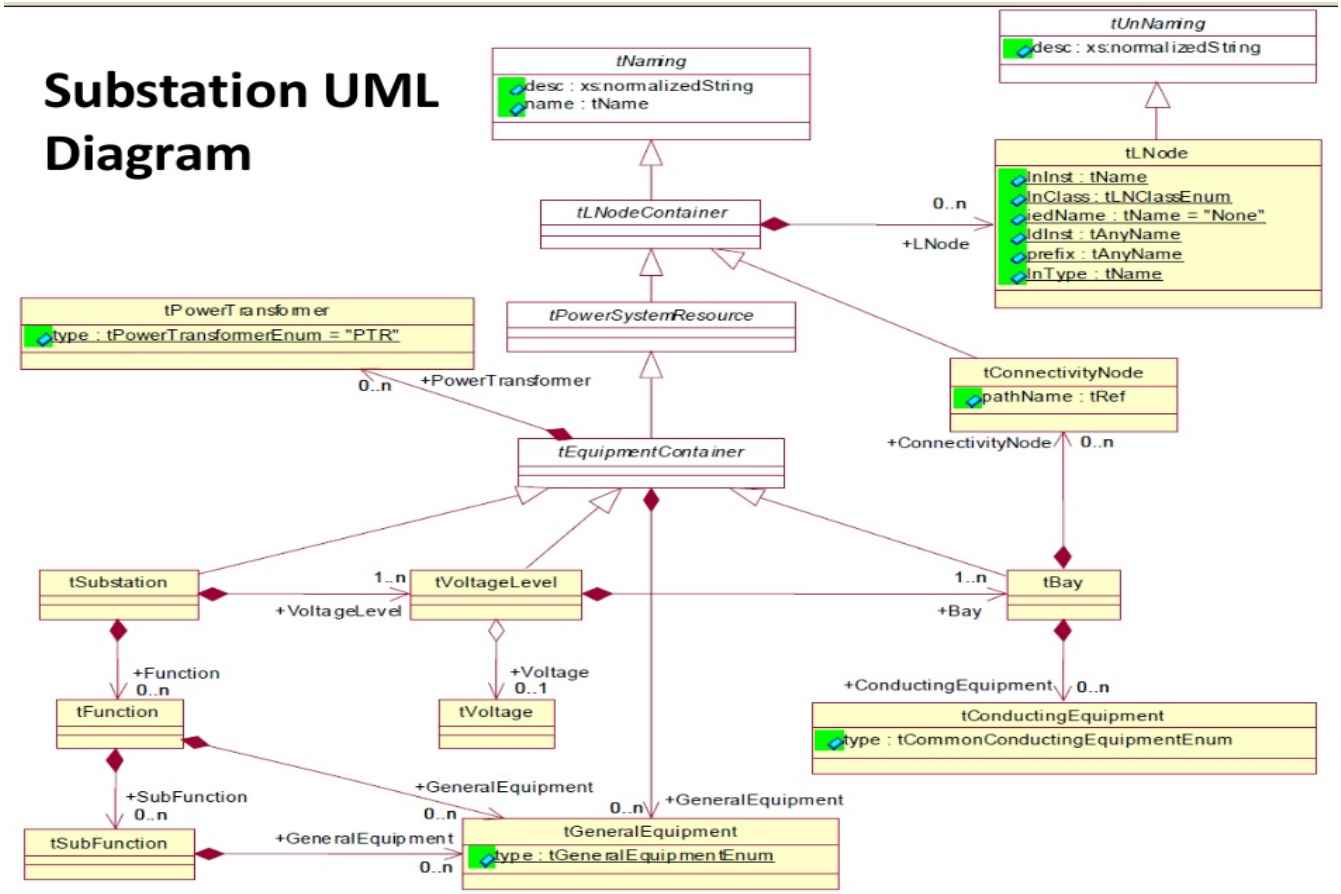 Substation UML
Diagram
tUnNaming
desc : xs:normalizedString
tNaming
desc : xs:normalizedString
name : tName
tLNode
lnInst : tName
lnClass : tLNClassEnum
iedName : tName = "None"
ldInst : tAnyName
prefix : tAnyName
lnType : tName
tLNodeContainer
0..n
+LNode
tPowerTransformer
type : tPowerTransformerEnum = "PTR"
tPowerSystemResource
0..n
+PowerTransformer
tConnectivityNode
pathName : tRef
+ConnectivityNode
0..n
tEquipmentContainer
tSubstation
1..n
+VoltageLevel
tVoltageLevel
1..n
+Bay
tBay
+Function
0..n
+Voltage
0..1
+ConductingEquipment
0..n
tFunction
tVoltage
tConductingEquipment
type : tCommonConductingEquipmentEnum
+SubFunction
0..n
+GeneralEquipment
0..n
0..n
+GeneralEquipment
tSubFunction
+GeneralEquipment
0..n
tGeneralEquipment
type : tGeneralEquipmentEnum